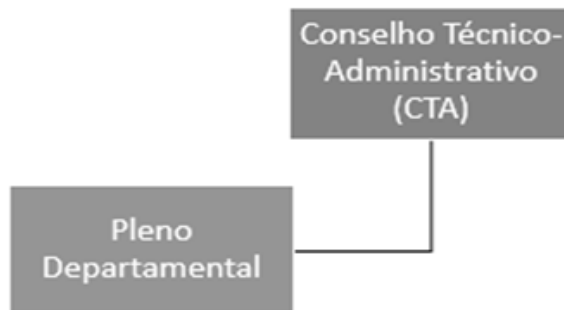 Conselho Técnico-
Administrativo
(CTA)
Pleno
Departamental